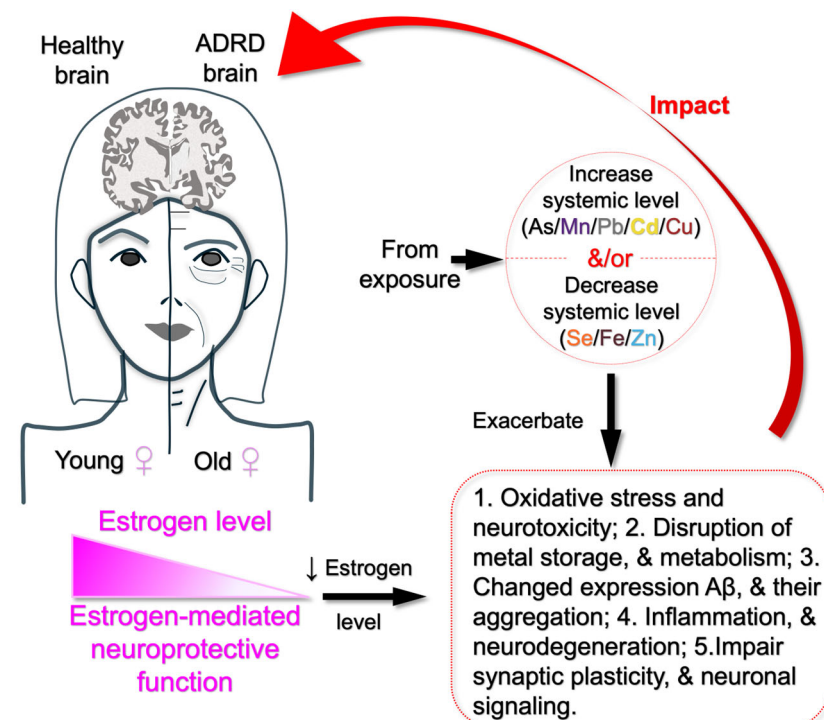 Healthy
brain
ADRD
brain
Impact
Increase
systemic level
(As/Mn/Pb/Cd/Cu)
&/or
Decrease
systemic level
(Se/Fe/Zn)
From
exposure
Exacerbate
Young ♀
Old ♀
Estrogen level
Estrogen-mediated
neuroprotective
function
↓ Estrogen
level
1. Oxidative stress and
neurotoxicity; 2. Disruption of
metal storage, & metabolism; 3.
Changed expression Aβ, & their
aggregation; 4. Inflammation, &
neurodegeneration; 5.Impair
synaptic plasticity, & neuronal
signaling.